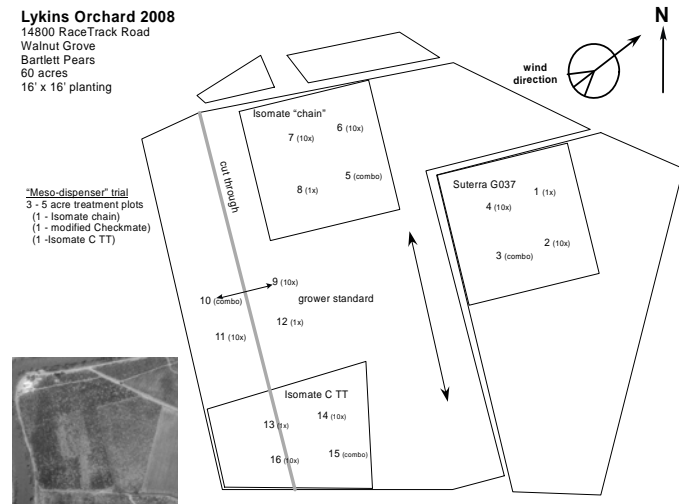 Lykins Orchard 2008
14800 RaceTrack Road
Walnut Grove
Bartlett Pears
60 acres
16' x 16' planting
N
wind
direction
"Meso-dispenser" trial
3 - 5 acre treatment plots
(1 - Isomate chain)
(1 - modified Checkmate)
(1 -Isomate C TT)
cut through
Isomate "chain"
7 (10x)
6 (10x)
8 (1x)
5 (combo)
Suterra G037
1 (1x)
4 (10x)
2 (10x)
3 (combo)
9 (10x)
10 (combo)
grower standard
12 (1x)
11 (10x)
Isomate C TT
14 (10x)
13 (1x)
15 (combo)
16 (10x)